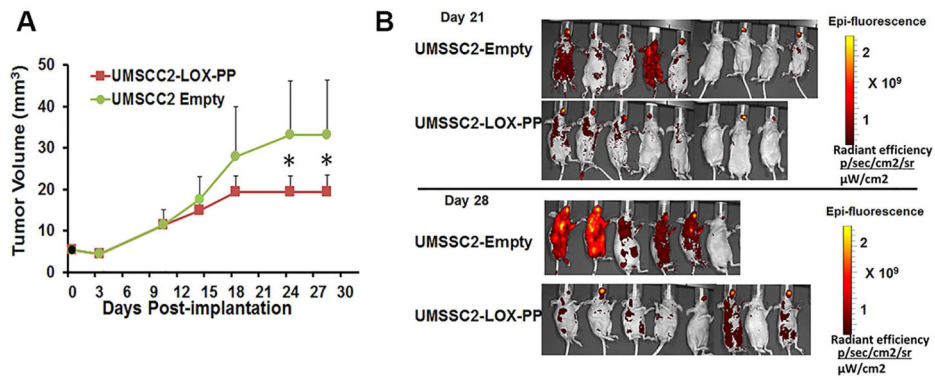 A
Tumor Volume (mm³)
50
40
30
20
10
0
UMSCC2-LOX-PP
UMSCC2 Empty
*
*
0 3 6 9 12 15 18 21 24 27 30
Days Post-implantation
B
Day 21
UMSSC2-Empty
UMSSC2-LOX-PP
Epi-fluorescence
2
X 10⁹
1
Radiant efficiency
p/sec/cm2/sr
µW/cm2
Day 28
UMSSC2-Empty
UMSSC2-LOX-PP
Epi-fluorescence
2
X 10⁹
1
Radiant efficiency
p/sec/cm2/sr
µW/cm2